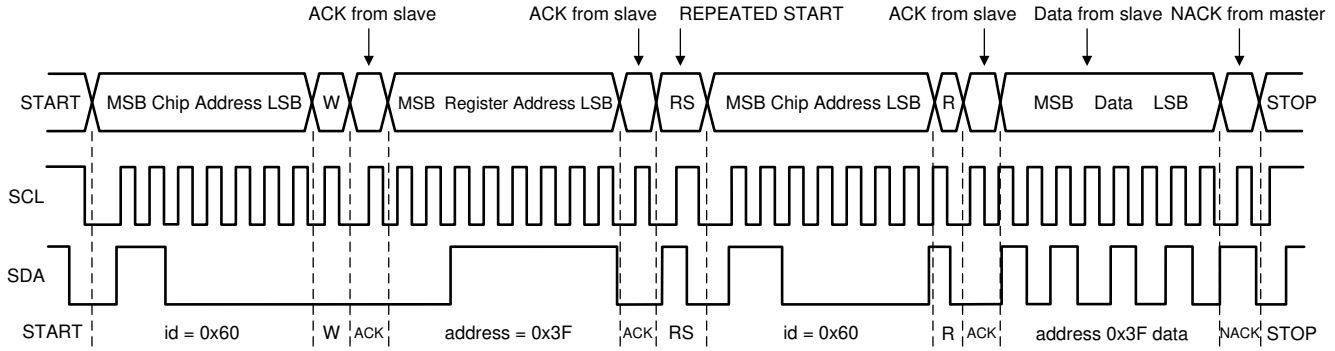 ACK from slave ACK from slave REPEATED START ACK from slave Data from slave NACK from master
START MSB Chip Address LSB W MSB Register Address LSB RS MSB Chip Address LSB R MSB Data LSB STOP
SCL
SDA
START id = 0x60 W ACK address = 0x3F ACK RS id = 0x60 R ACK address 0x3F data NACK STOP